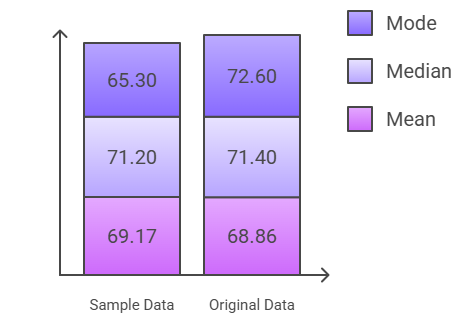 Mode
Median
Mean
65.30
72.60
71.20
71.40
69.17
68.86
Sample Data
Original Data